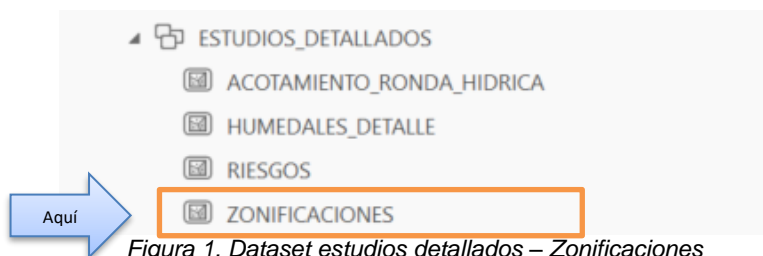 ESTUDIOS_DETALLADOS
ACOTAMIENTO_RONDA_HIDRICA
HUMEDALES_DETALLE
RIESGOS
Aquí
ZONIFICACIONES
Figura 1. Dataset estudios detallados – Zonificaciones